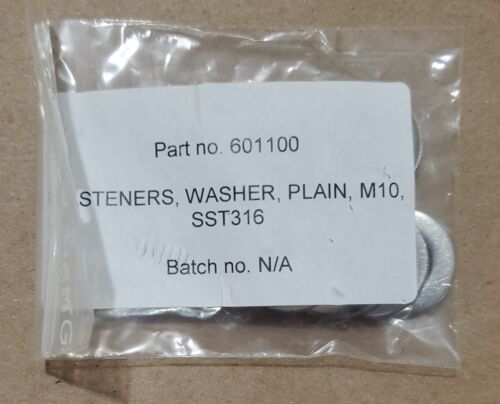 Part no. 601100
STENERS, WASHER, PLAIN, M10,
SST316
Batch no. N/A